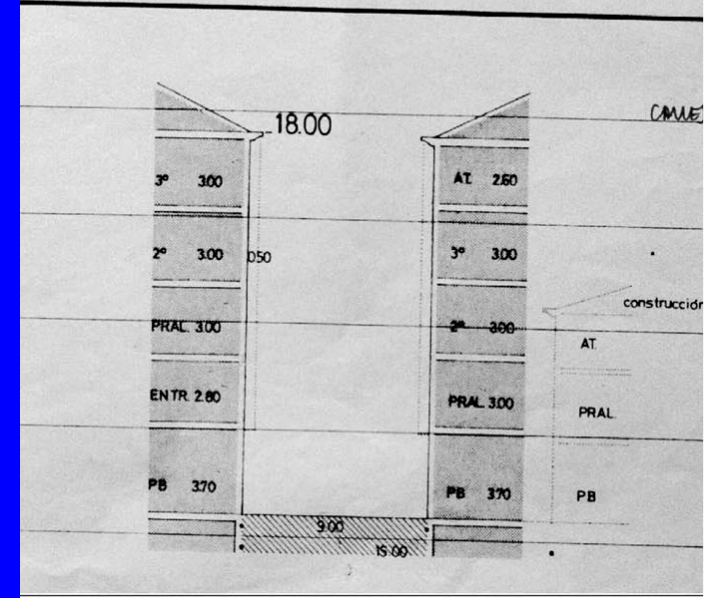 CALLE
18.00
3º 3.00
AT. 2.60
2º 3.00
0.50
3º 3.00
construcción
PRAL. 3.00
2º 3.00
AT.
ENTR. 2.80
PRAL. 3.00
PRAL.
PB 3.70
PB 3.70
PB
9.00
15.00